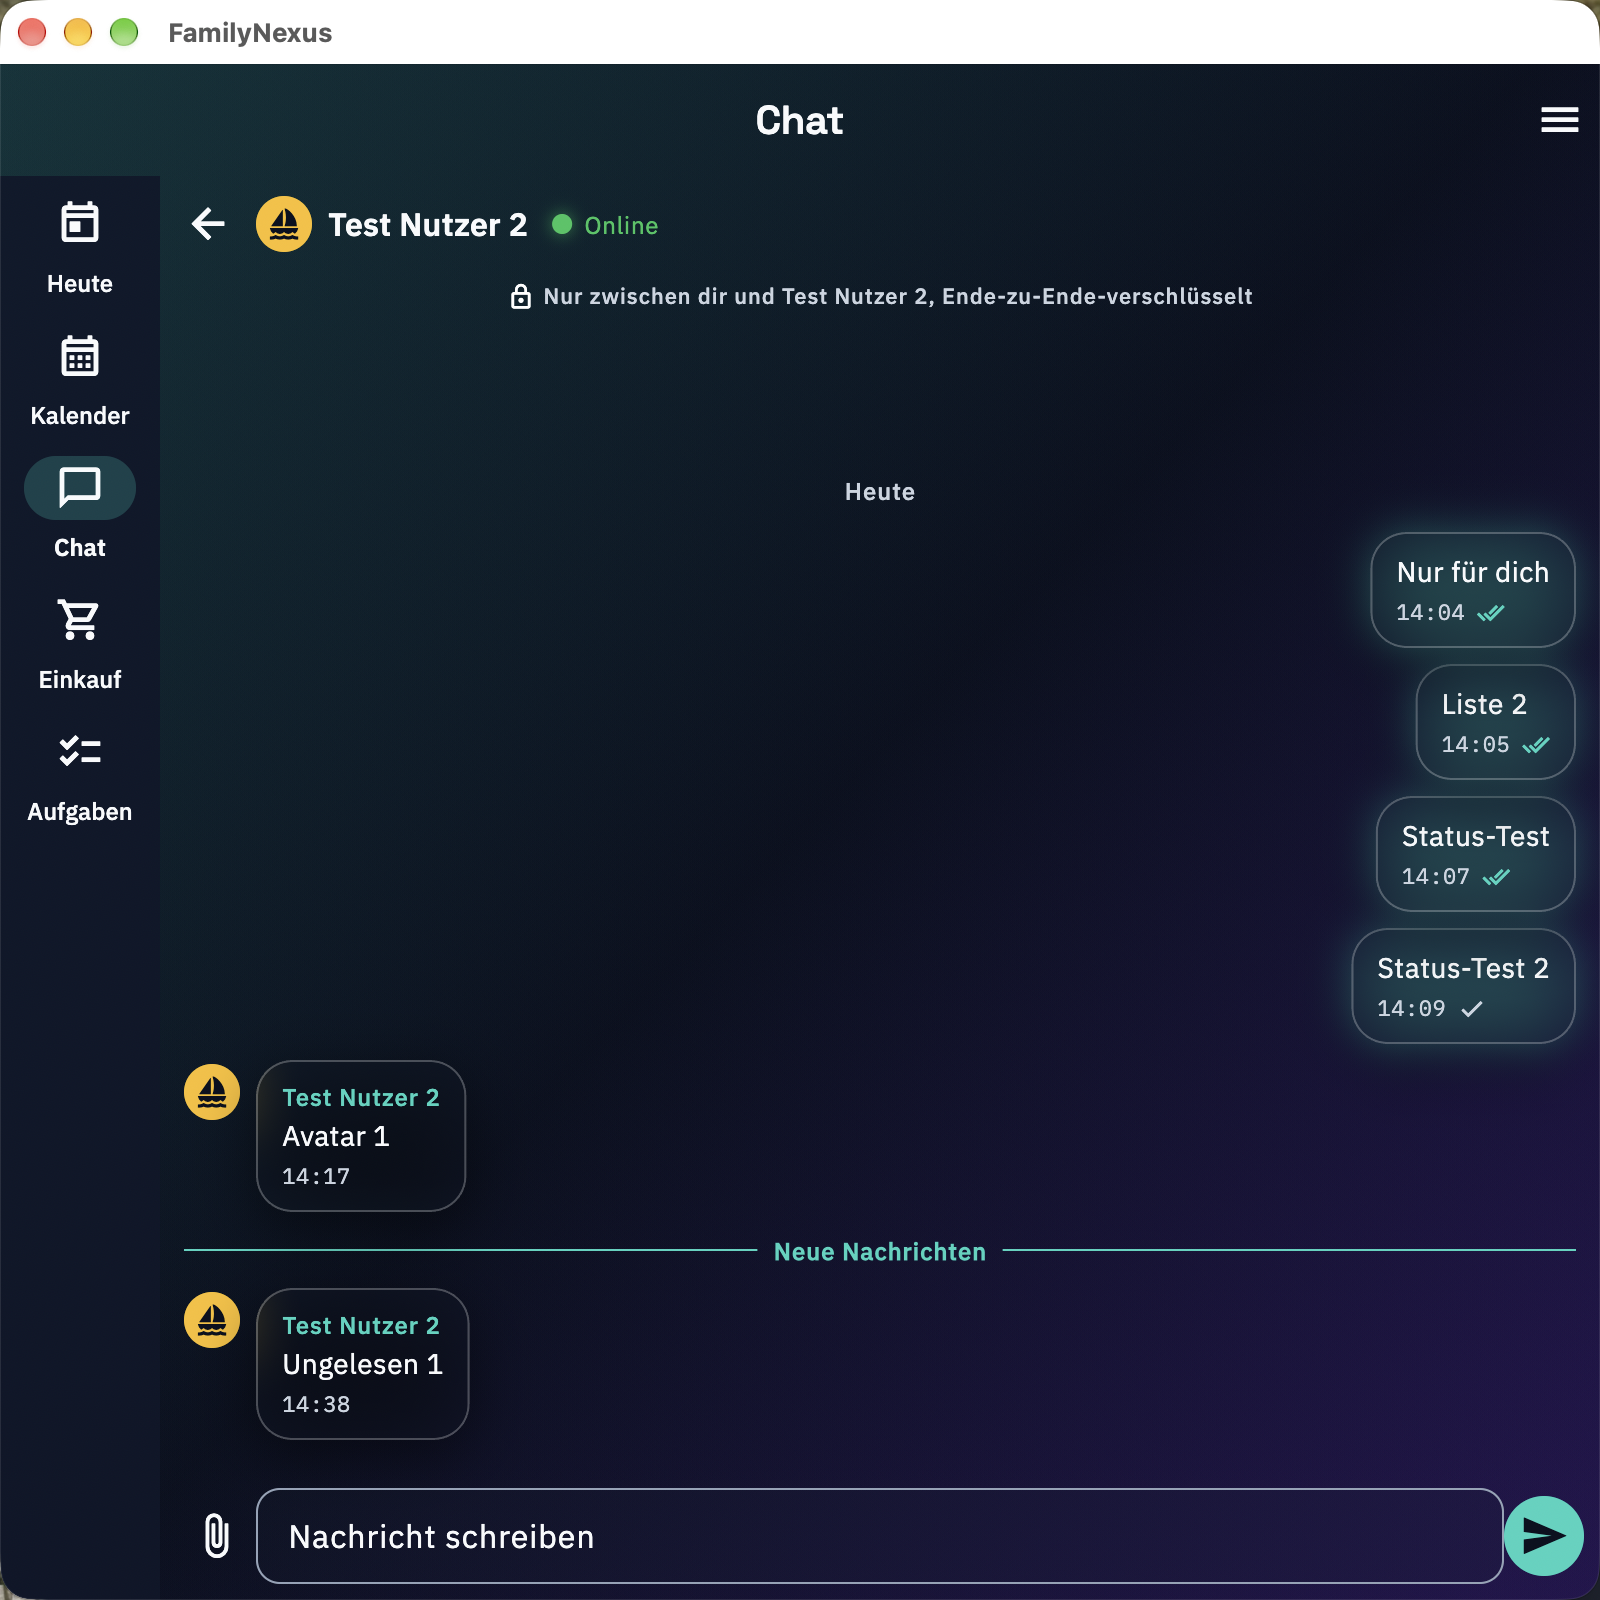 FamilyNexus
Chat
Heute
Kalender
Chat
Einkauf
Aufgaben
Test Nutzer 2
Online
Nur zwischen dir und Test Nutzer 2, Ende-zu-Ende-verschlüsselt
Heute
Nur für dich
14:04
Liste 2
14:05
Status-Test
14:07
Status-Test 2
14:09
Test Nutzer 2
Avatar 1
14:17
Neue Nachrichten
Test Nutzer 2
Ungelesen 1
14:38
Nachricht schreiben